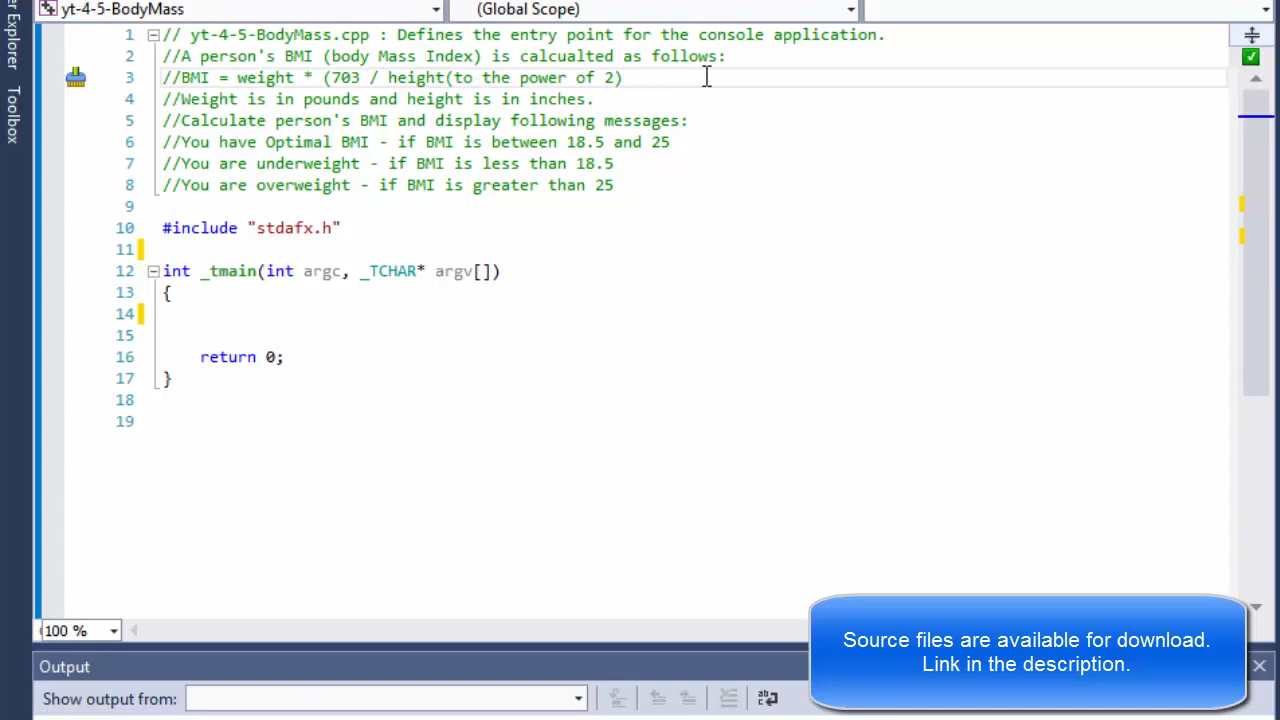 er Explorer
Toolbox
yt-4-5-BodyMass
(Global Scope)
1 // yt-4-5-BodyMass.cpp : Defines the entry point for the console application.
2 //A person's BMI (body Mass Index) is calcualted as follows:
3 //BMI = weight * (703 / height(to the power of 2)
4 //Weight is in pounds and height is in inches.
5 //Calculate person's BMI and display following messages:
6 //You have Optimal BMI - if BMI is between 18.5 and 25
7 //You are underweight - if BMI is less than 18.5
8 //You are overweight - if BMI is greater than 25
9
10 #include "stdafx.h"
11
12 int _tmain(int argc, _TCHAR* argv[])
13 {
14
15
16 return 0;
17 }
18
19
100 %
Source files are available for download.
Link in the description.
Output
Show output from: